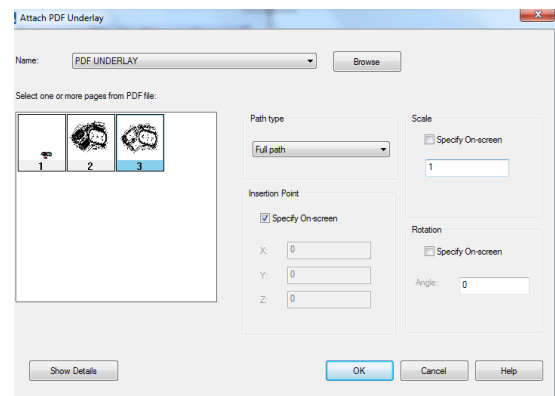 Attach PDF Underlay
Name: PDF UNDERLAY Browse
Select one or more pages from PDF file:
1 2 3
Path type
Full path
Scale
Specify On-screen
1
Insertion Point
Specify On-screen
X: 0
Y: 0
Z: 0
Rotation
Specify On-screen
Angle: 0
Show Details OK Cancel Help